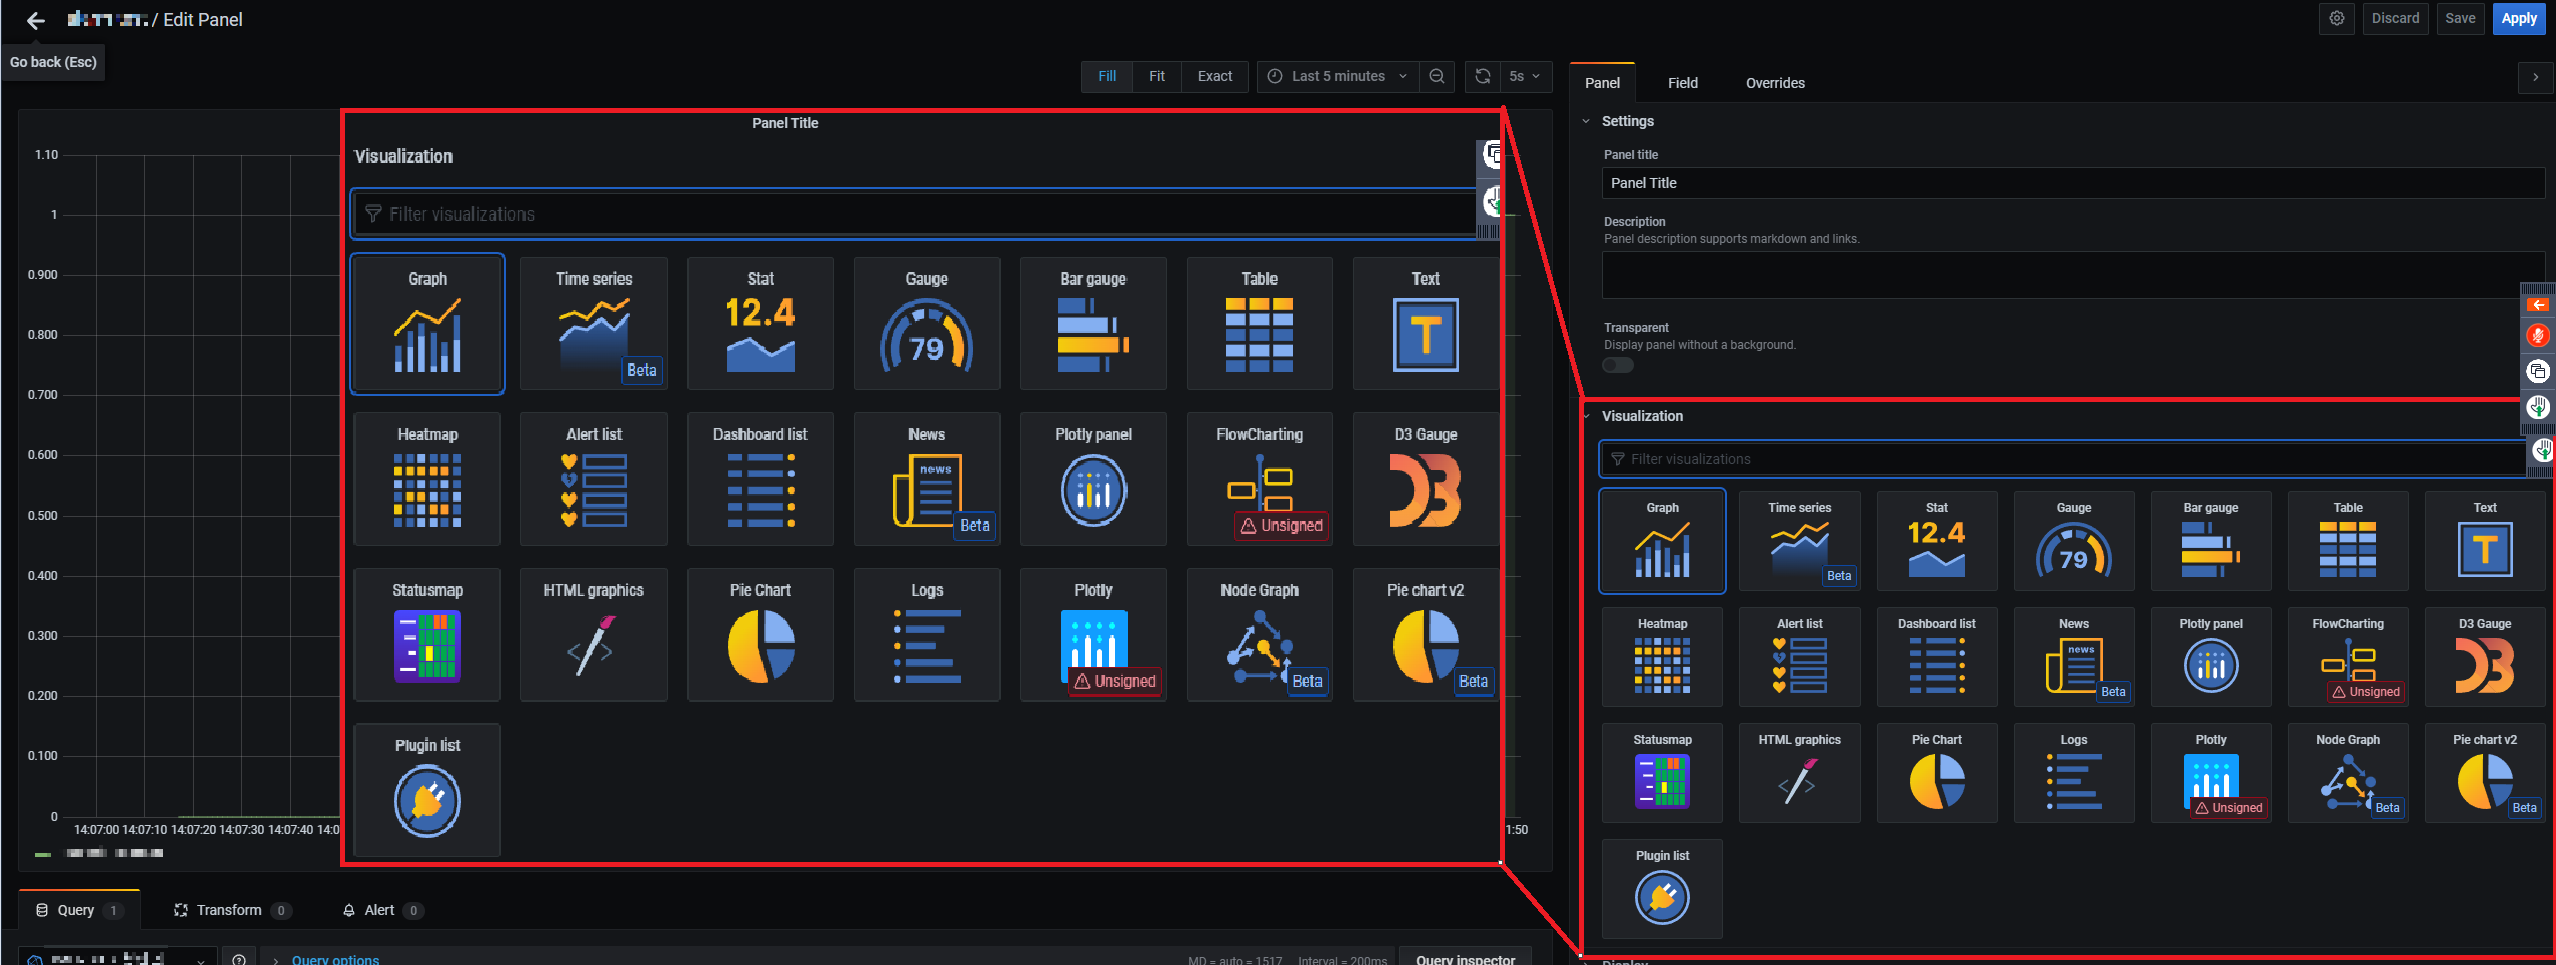 / Edit Panel
Discard
Save
Apply
Go back (Esc)
Fill
Fit
Exact
Last 5 minutes
5s
Panel
Field
Overrides
Panel Title
Visualization
Filter visualizations
Graph
Time series
Beta
Stat
12.4
Gauge
79
Bar gauge
Table
Text
T
Heatmap
Alert list
Dashboard list
News
news
Beta
Plotly panel
FlowCharting
Unsigned
D3 Gauge
D3
Statusmap
HTML graphics
</>
Pie Chart
Logs
Plotly
Unsigned
Node Graph
Beta
Pie chart v2
Beta
Plugin list
1.10
1
0.900
0.800
0.700
0.600
0.500
0.400
0.300
0.200
0.100
0
14:07:00 14:07:10 14:07:20 14:07:30 14:07:40 14:0
1:50
Query 1
Transform 0
Alert 0
Query options
MD = auto = 1517
Interval = 200ms
Query inspector
Settings
Panel title
Panel Title
Description
Panel description supports markdown and links.
Transparent
Display panel without a background.
Visualization
Filter visualizations
Graph
Time series
Beta
Stat
12.4
Gauge
79
Bar gauge
Table
Text
T
Heatmap
Alert list
Dashboard list
News
news
Beta
Plotly panel
FlowCharting
Unsigned
D3 Gauge
D3
Statusmap
HTML graphics
</>
Pie Chart
Logs
Plotly
Unsigned
Node Graph
Beta
Pie chart v2
Beta
Plugin list
Display